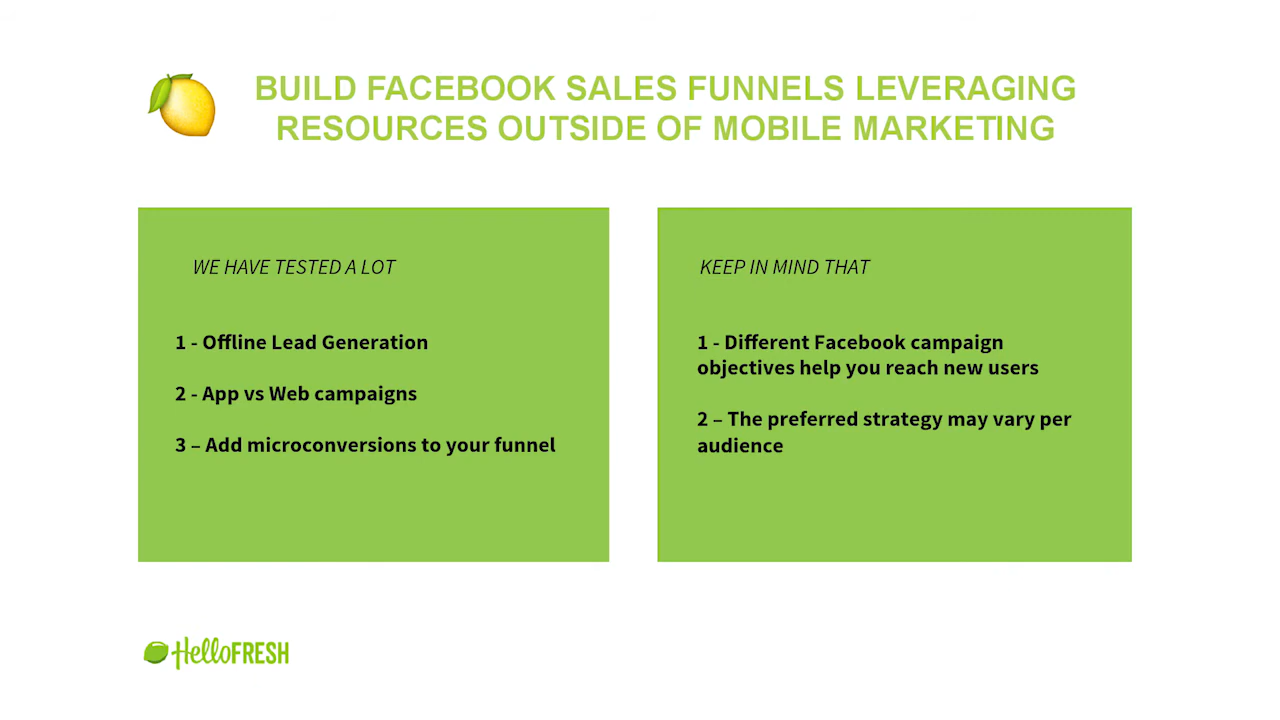 BUILD FACEBOOK SALES FUNNELS LEVERAGING
RESOURCES OUTSIDE OF MOBILE MARKETING
WE HAVE TESTED A LOT
1 - Offline Lead Generation
2 - App vs Web campaigns
3 – Add microconversions to your funnel
KEEP IN MIND THAT
1 - Different Facebook campaign
objectives help you reach new users
2 – The preferred strategy may vary per
audience
HelloFRESH